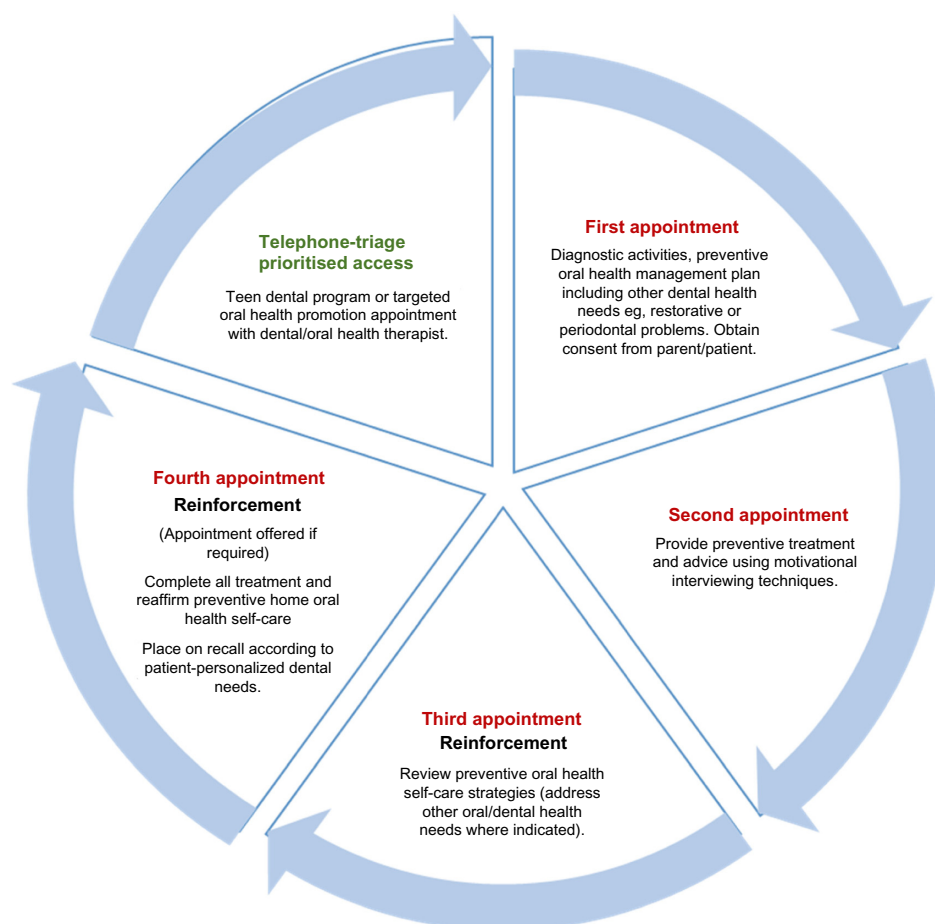 Telephone-triage
prioritised access
Teen dental program or targeted
oral health promotion appointment
with dental/oral health therapist.
First appointment
Diagnostic activities, preventive
oral health management plan
including other dental health
needs eg, restorative or
periodontal problems. Obtain
consent from parent/patient.
Second appointment
Provide preventive treatment
and advice using motivational
interviewing techniques.
Third appointment
Reinforcement
Review preventive oral health
self-care strategies (address
other oral/dental health
needs where indicated).
Fourth appointment
Reinforcement
(Appointment offered if
required)
Complete all treatment and
reaffirm preventive home oral
health self-care
Place on recall according to
patient-personalized dental
needs.